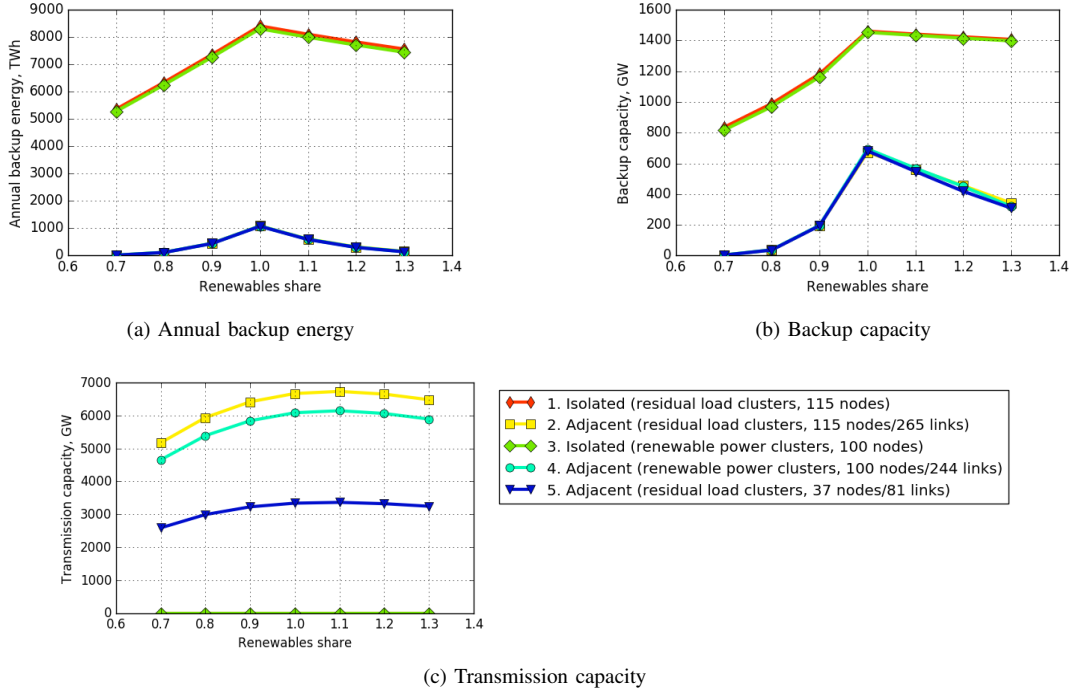 9000
8000
7000
6000
5000
4000
3000
2000
1000
0
Annual backup energy, TWh
0.6 0.7 0.8 0.9 1.0 1.1 1.2 1.3 1.4
Renewables share
(a) Annual backup energy
1600
1400
1200
1000
800
600
400
200
0
Backup capacity, GW
0.6 0.7 0.8 0.9 1.0 1.1 1.2 1.3 1.4
Renewables share
(b) Backup capacity
7000
6000
5000
4000
3000
2000
1000
0
Transmission capacity, GW
0.6 0.7 0.8 0.9 1.0 1.1 1.2 1.3 1.4
Renewables share
1. Isolated (residual load clusters, 115 nodes)
2. Adjacent (residual load clusters, 115 nodes/265 links)
3. Isolated (renewable power clusters, 100 nodes)
4. Adjacent (renewable power clusters, 100 nodes/244 links)
5. Adjacent (residual load clusters, 37 nodes/81 links)
(c) Transmission capacity